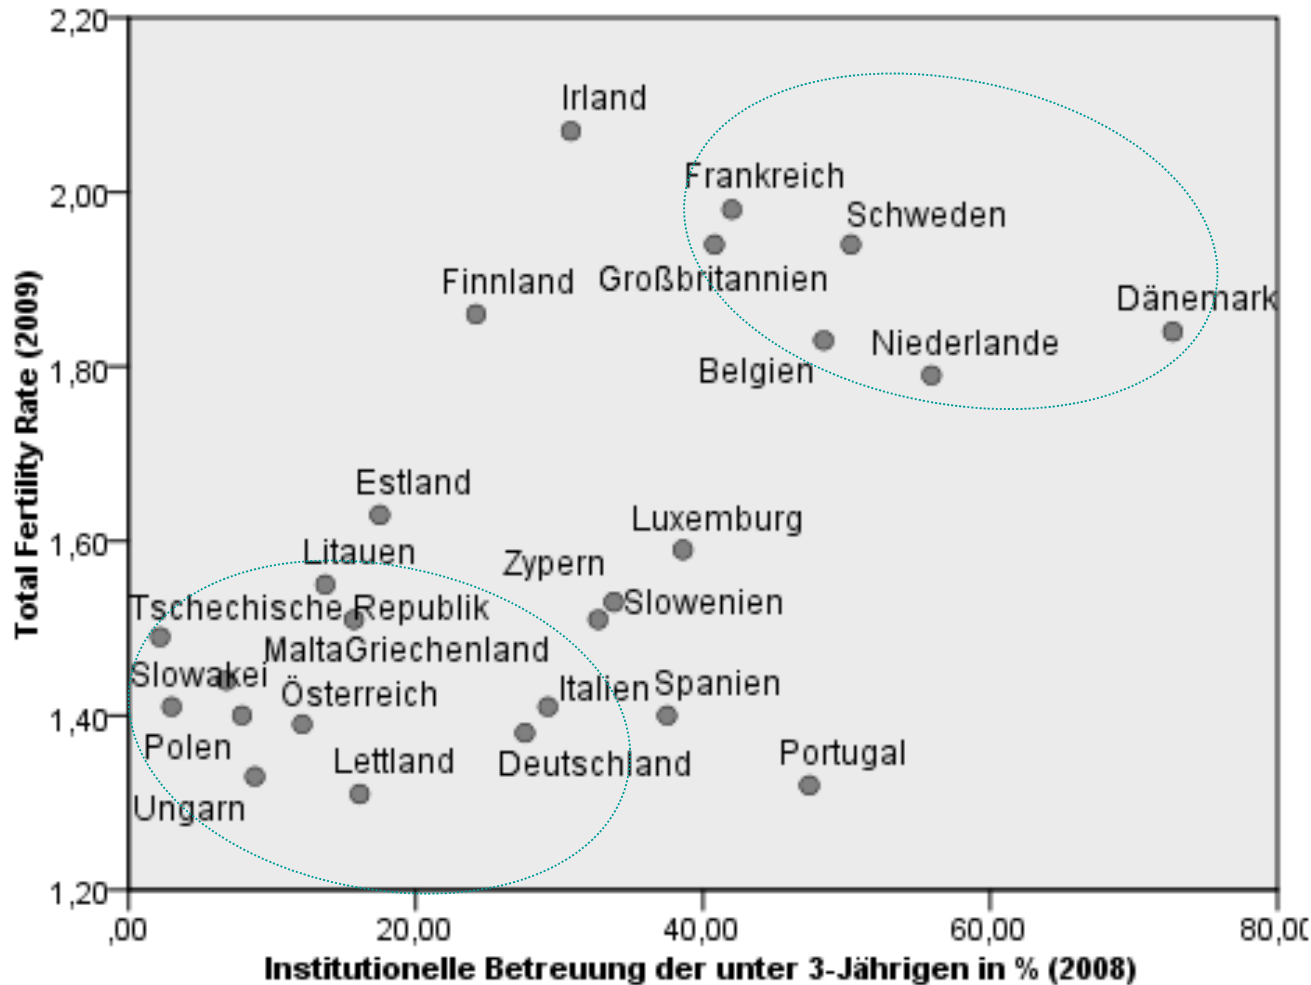 2,20
Irland
Frankreich
2,00
Schweden
Finnland
Großbritannien
Dänemark
Niederlande
1,80
Belgien
Estland
Luxemburg
1,60
Litauen
Zypern
Tschechische Republik
Slowenien
MaltaGriechenland
Slowakei
Österreich
Italien
Spanien
1,40
Polen
Lettland
Deutschland
Portugal
Ungarn
1,20
Total Fertility Rate (2009)
,00
20,00
40,00
60,00
80,0
Institutionelle Betreuung der unter 3-Jährigen in % (2008)